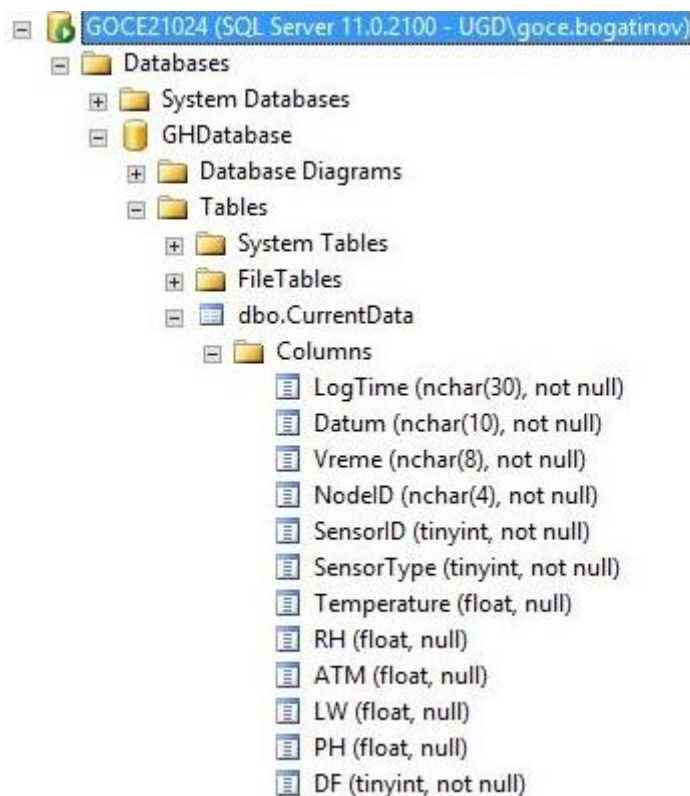 GOCE21024 (SQL Server 11.0.2100 - UGD\goce.bogatinov)
Databases
System Databases
GHDatabase
Database Diagrams
Tables
System Tables
FileTables
dbo.CurrentData
Columns
LogTime (nchar(30), not null)
Datum (nchar(10), not null)
Vreme (nchar(8), not null)
NodeID (nchar(4), not null)
SensorID (tinyint, not null)
SensorType (tinyint, not null)
Temperature (float, null)
RH (float, null)
ATM (float, null)
LW (float, null)
PH (float, null)
DF (tinyint, not null)